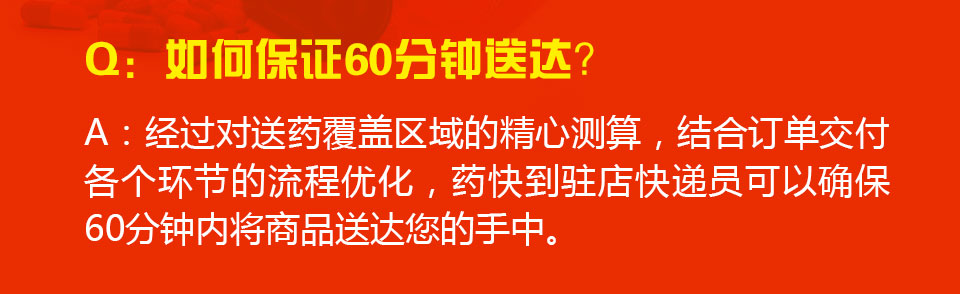 Q：如何保证60分钟送达？
A：经过对送药覆盖区域的精心测算，结合订单交付
各个环节的流程优化，药快到驻店快递员可以确保
60分钟内将商品送达您的手中。